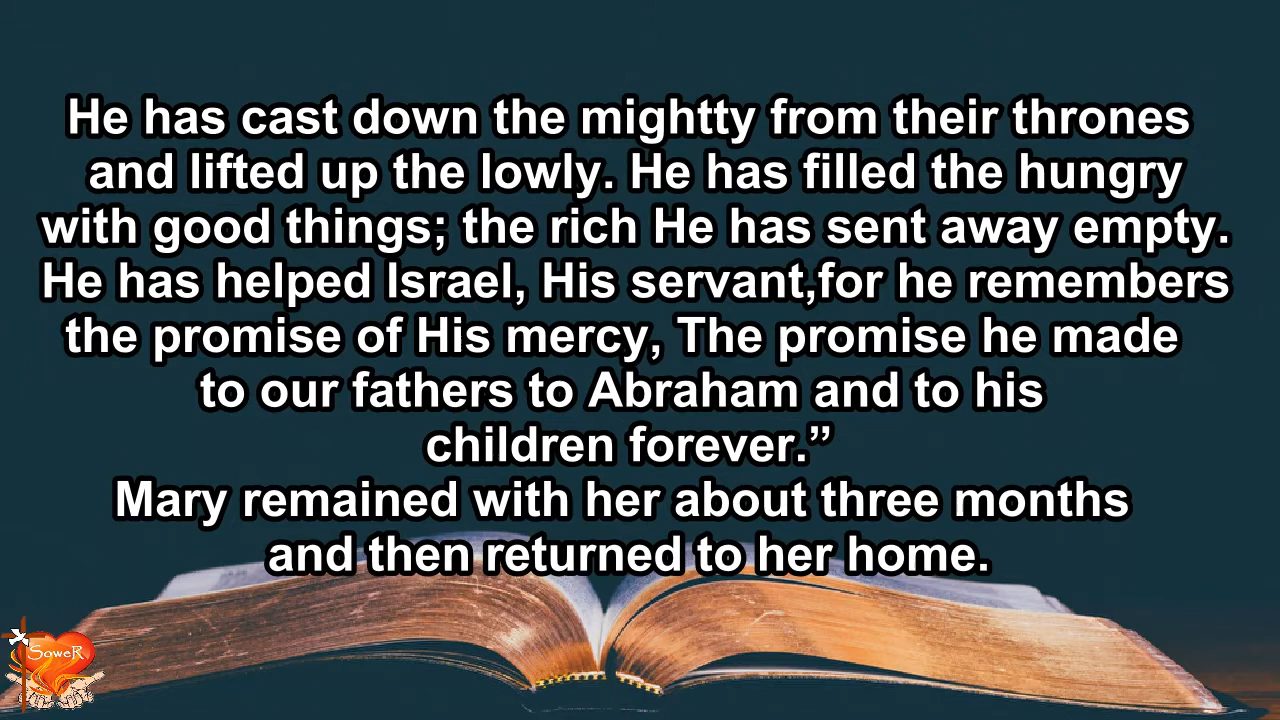 He has cast down the mightty from their thrones
and lifted up the lowly. He has filled the hungry
with good things; the rich He has sent away empty.
He has helped Israel, His servant,for he remembers
the promise of His mercy, The promise he made
to our fathers to Abraham and to his
children forever.”
Mary remained with her about three months
and then returned to her home.
SoweR